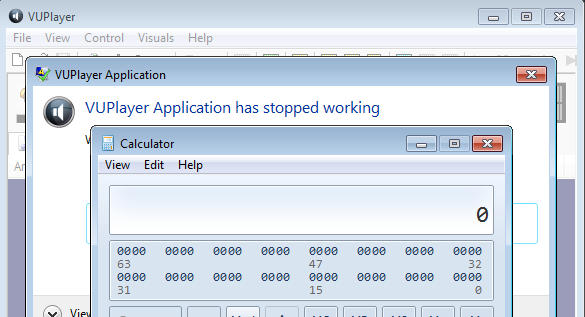 VUPlayer
File View Control Visuals Help
VUPlayer Application
VUPlayer Application has stopped working
Calculator
View Edit Help
0
0000 0000 0000 0000 0000 0000 0000 0000
63 47 32
0000 0000 0000 0000 0000 0000 0000 0000
31 15 0
View